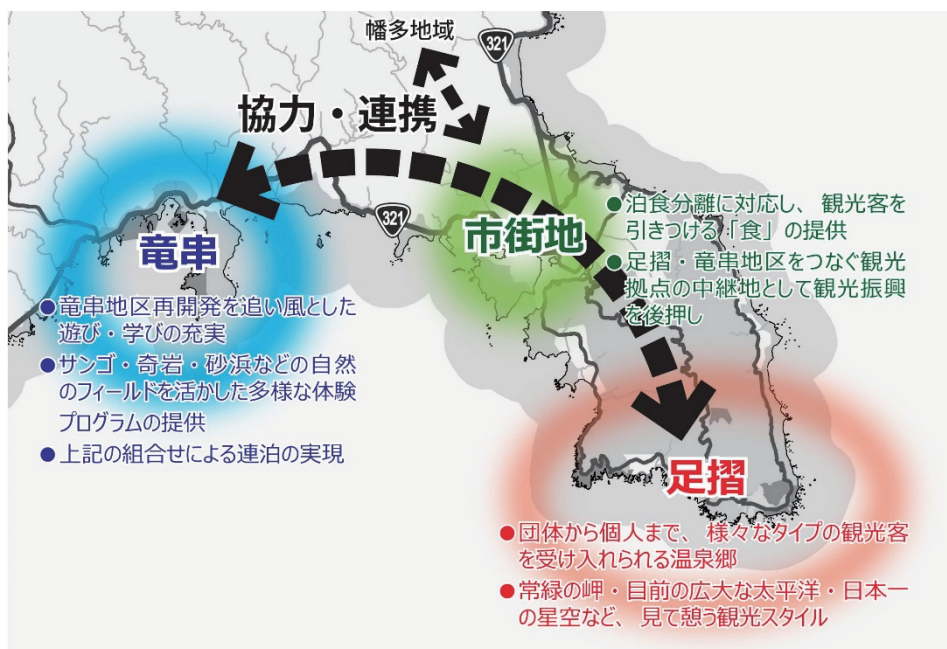 幡多地域
321
協力・連携
321
市街地
●泊食分離に対応し、観光客を
引きつける「食」の提供
●足摺・竜串地区をつなぐ観光
拠点の中継地として観光振興
を後押し
竜串
●竜串地区再開発を追い風とした
遊び・学びの充実
●サンゴ・奇岩・砂浜などの自然
のフィールドを活かした多様な体験
プログラムの提供
●上記の組合せによる連泊の実現
足摺
●団体から個人まで、様々なタイプの観光客
を受け入れられる温泉郷
●常緑の岬・目前の広大な太平洋・日本一
の星空など、見て憩う観光スタイル